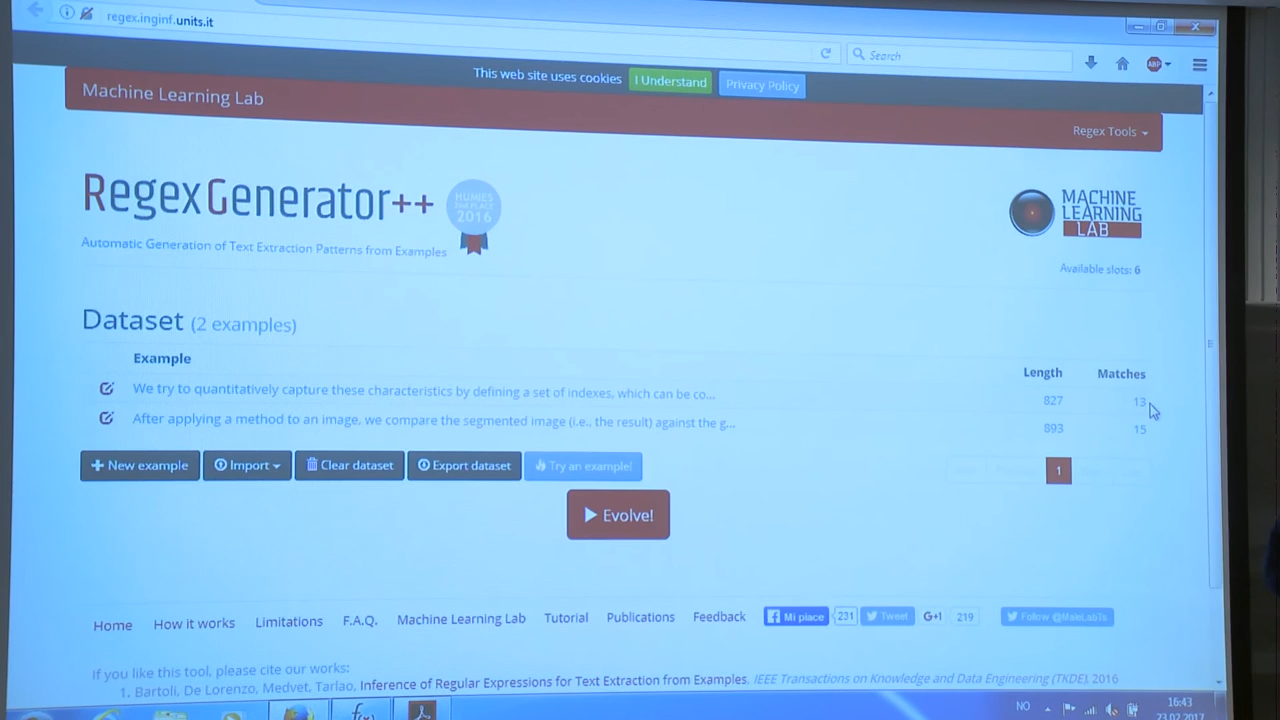 regex.inginf.units.it
Search
This web site uses cookies I Understand Privacy Policy
Machine Learning Lab
Regex Tools
RegexGenerator++
HUMIES
2016
MACHINE
LEARNING
LAB
Automatic Generation of Text Extraction Patterns from Examples
Available slots: 6
Dataset (2 examples)
Example Length Matches
We try to quantitatively capture these characteristics by defining a set of indexes, which can be co... 827 13
After applying a method to an image, we compare the segmented image (i.e., the result) against the g... 893 15
New example Import Clear dataset Export dataset Try an example!
1
Evolve!
Home How it works Limitations F.A.Q. Machine Learning Lab Tutorial Publications Feedback Mi piace 231 Tweet G+1 219 Follow @MaleLabTs
If you like this tool, please cite our works:
1. Bartoli, De Lorenzo, Medvet, Tarlao, Inference of Regular Expressions for Text Extraction from Examples, IEEE Transactions on Knowledge and Data Engineering (TKDE), 2016
NO
16:43
23.02.2017